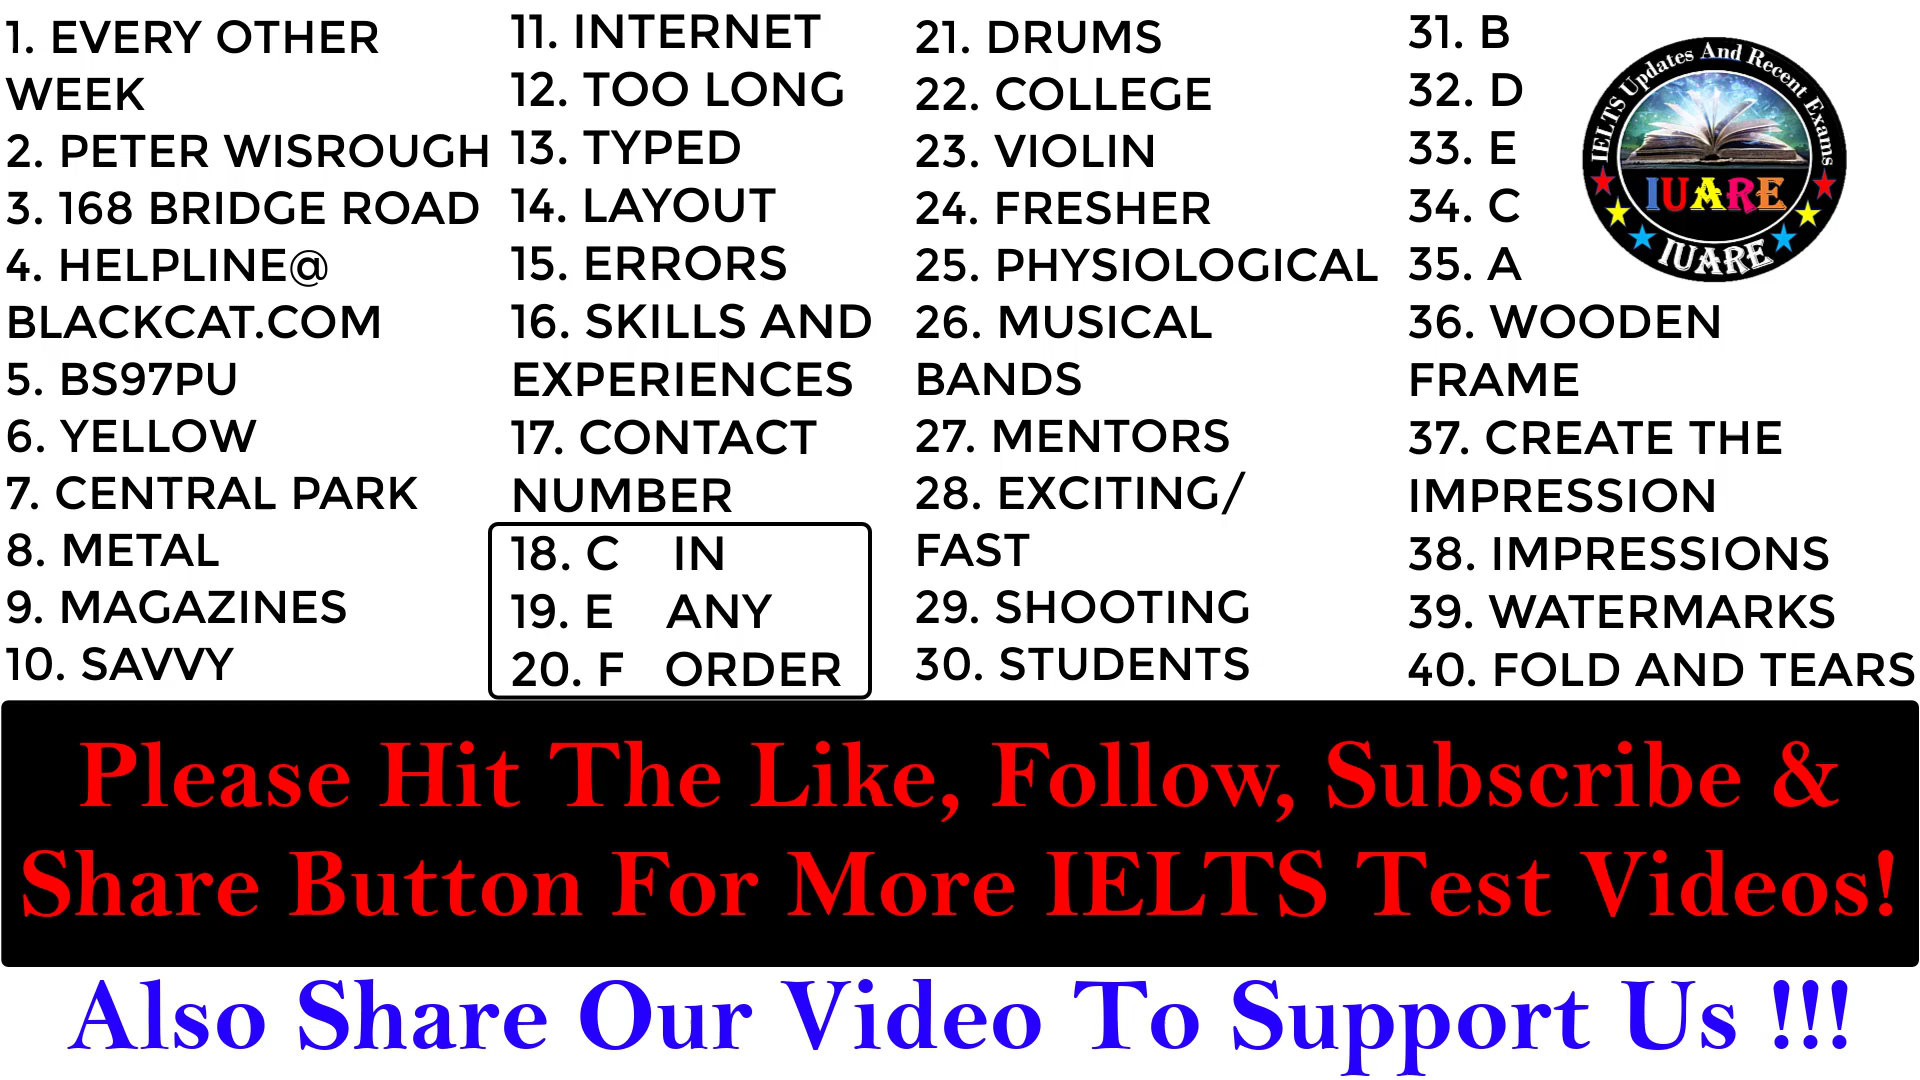 1. EVERY OTHER
WEEK
2. PETER WISROUGH
3. 168 BRIDGE ROAD
4. HELPLINE@
BLACKCAT.COM
5. BS97PU
6. YELLOW
7. CENTRAL PARK
8. METAL
9. MAGAZINES
10. SAVVY
11. INTERNET
12. TOO LONG
13. TYPED
14. LAYOUT
15. ERRORS
16. SKILLS AND
EXPERIENCES
17. CONTACT
NUMBER
18. C IN
19. E ANY
20. F ORDER
21. DRUMS
22. COLLEGE
23. VIOLIN
24. FRESHER
25. PHYSIOLOGICAL
26. MUSICAL
BANDS
27. MENTORS
28. EXCITING/
FAST
29. SHOOTING
30. STUDENTS
31. B
32. D
33. E
34. C
35. A
36. WOODEN
FRAME
37. CREATE THE
IMPRESSION
38. IMPRESSIONS
39. WATERMARKS
40. FOLD AND TEARS
IELTS Updates And Recent Exams
IUARE
IUARE
Please Hit The Like, Follow, Subscribe &
Share Button For More IELTS Test Videos!
Also Share Our Video To Support Us !!!